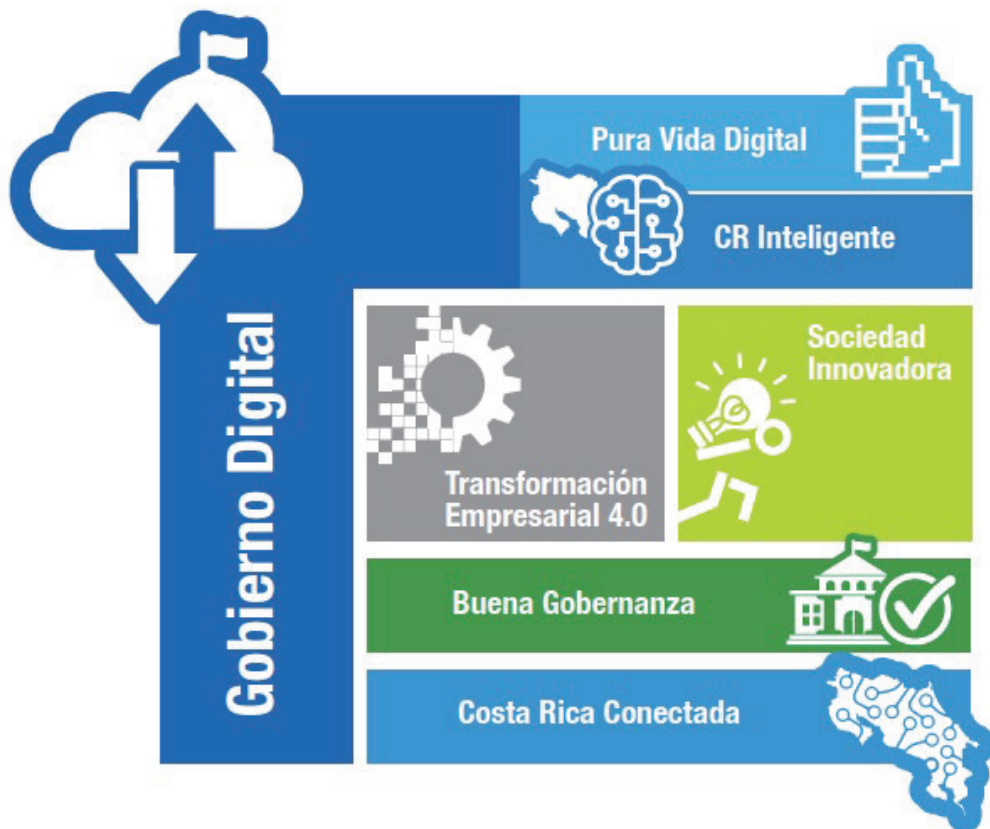 Gobierno Digital
Pura Vida Digital
CR Inteligente
Transformación
Empresarial 4.0
Sociedad
Innovadora
Buena Gobernanza
Costa Rica Conectada